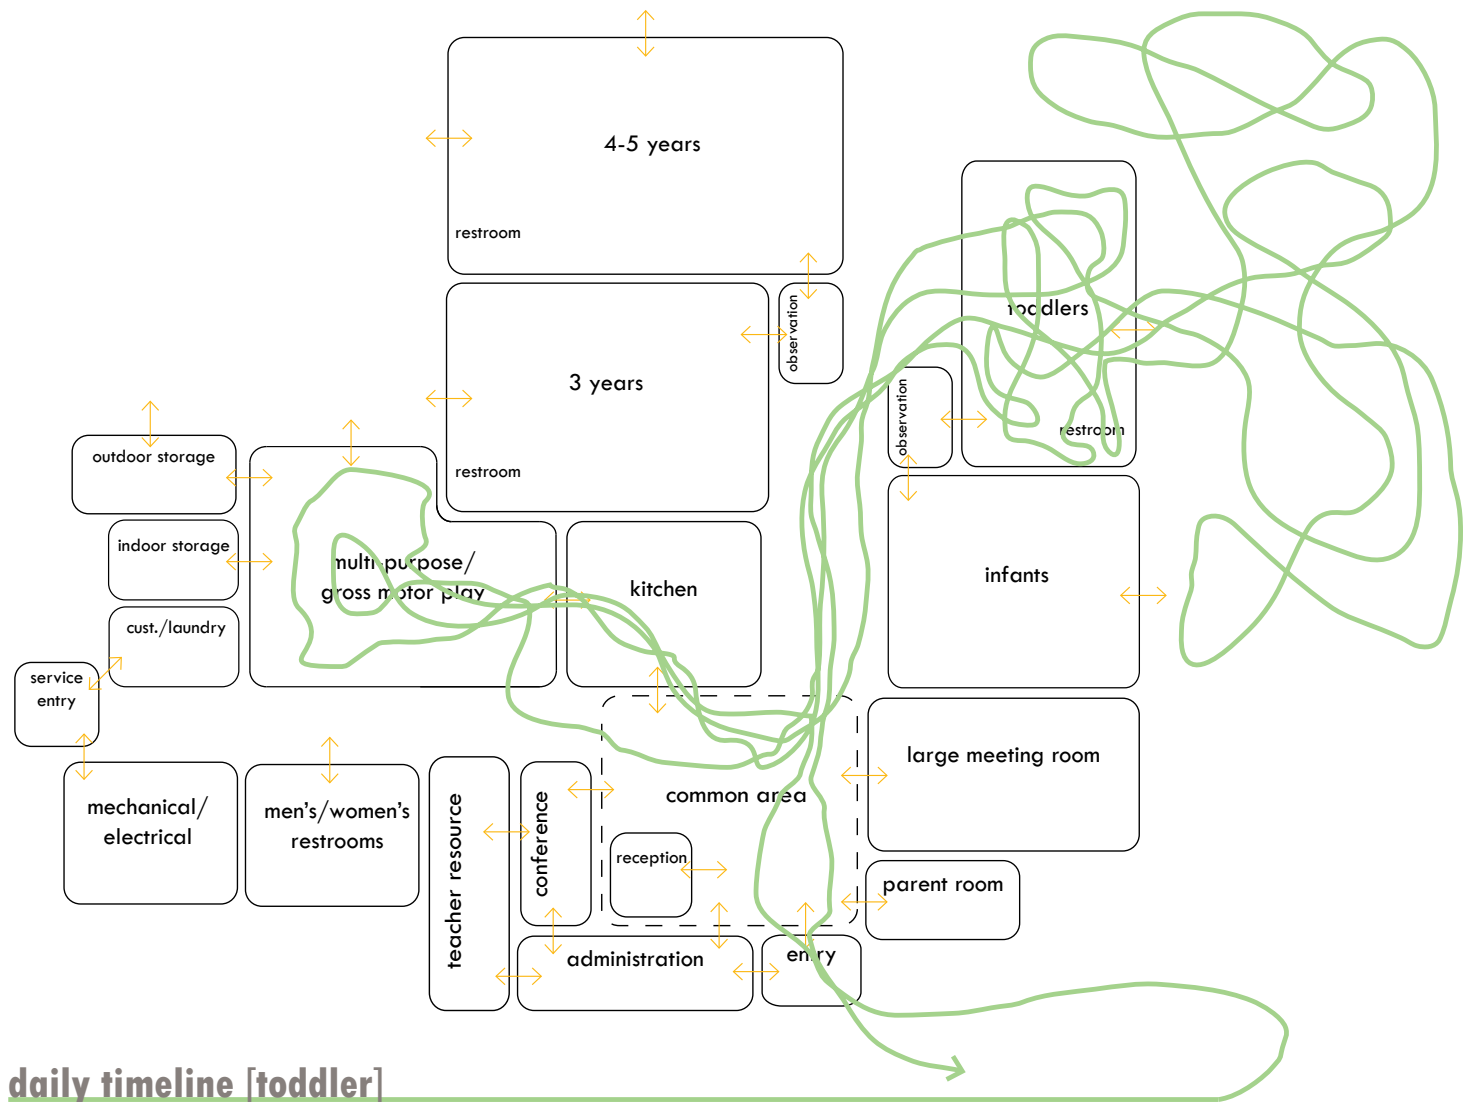 4-5 years
restroom
observation
toddlers
3 years
restroom
observation
restroom
outdoor storage
indoor storage
multi-purpose/
gross motor play
kitchen
infants
cust./laundry
service
entry
large meeting room
common area
mechanical/
electrical
men's/women's
restrooms
teacher resource
conference
reception
parent room
administration
entry
daily timeline [toddler]